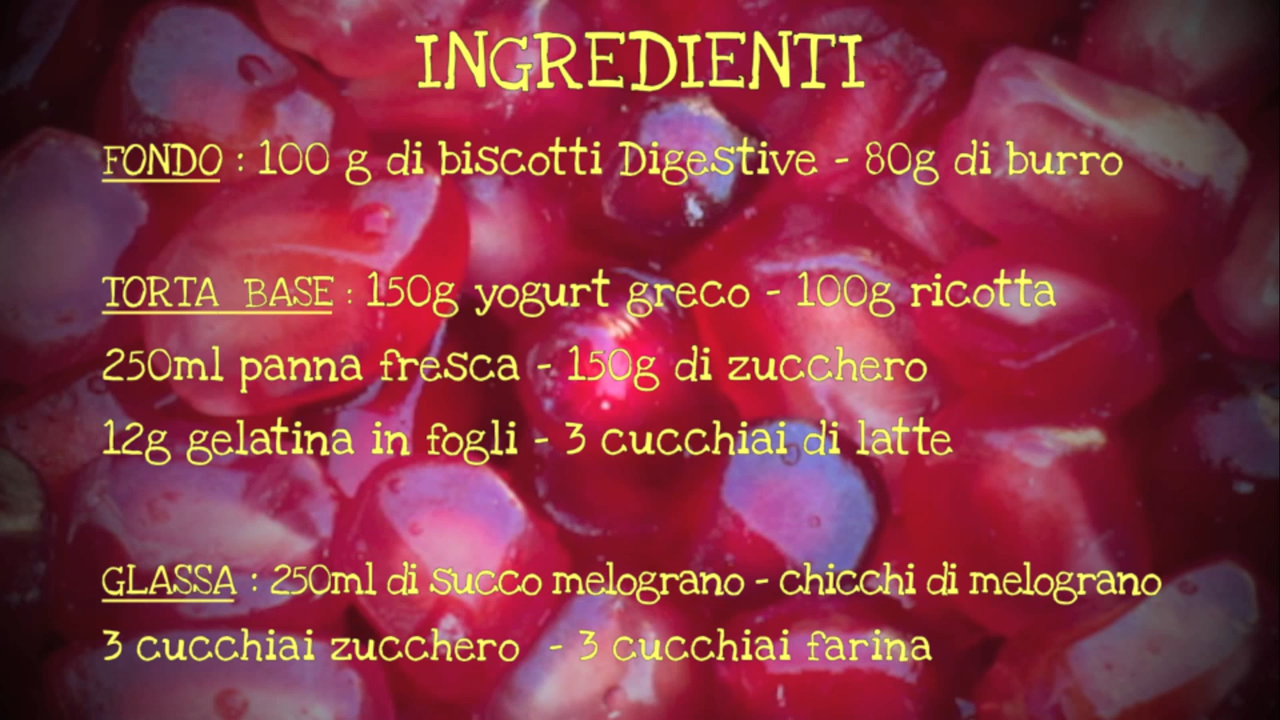 INGREDIENTI
FONDO : 100 g di biscotti Digestive - 80g di burro
TORTA BASE : 150g yogurt greco - 100g ricotta
250ml panna fresca - 150g di zucchero
12g gelatina in fogli - 3 cucchiai di latte
GLASSA : 250ml di succo melograno - chicchi di melograno
3 cucchiai zucchero - 3 cucchiai farina